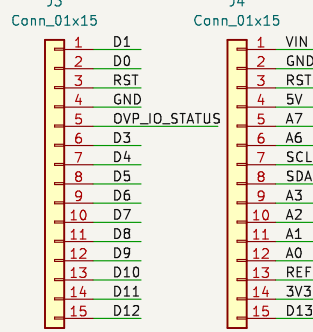 J3
Conn_01x15
1 D1
2 D0
3 RST
4 GND
5 OVP_IO_STATUS
6 D3
7 D4
8 D5
9 D6
10 D7
11 D8
12 D9
13 D10
14 D11
15 D12
J4
Conn_01x15
1 VIN
2 GND
3 RST
4 5V
5 A7
6 A6
7 SCL
8 SDA
9 A3
10 A2
11 A1
12 A0
13 REF
14 3V3
15 D13